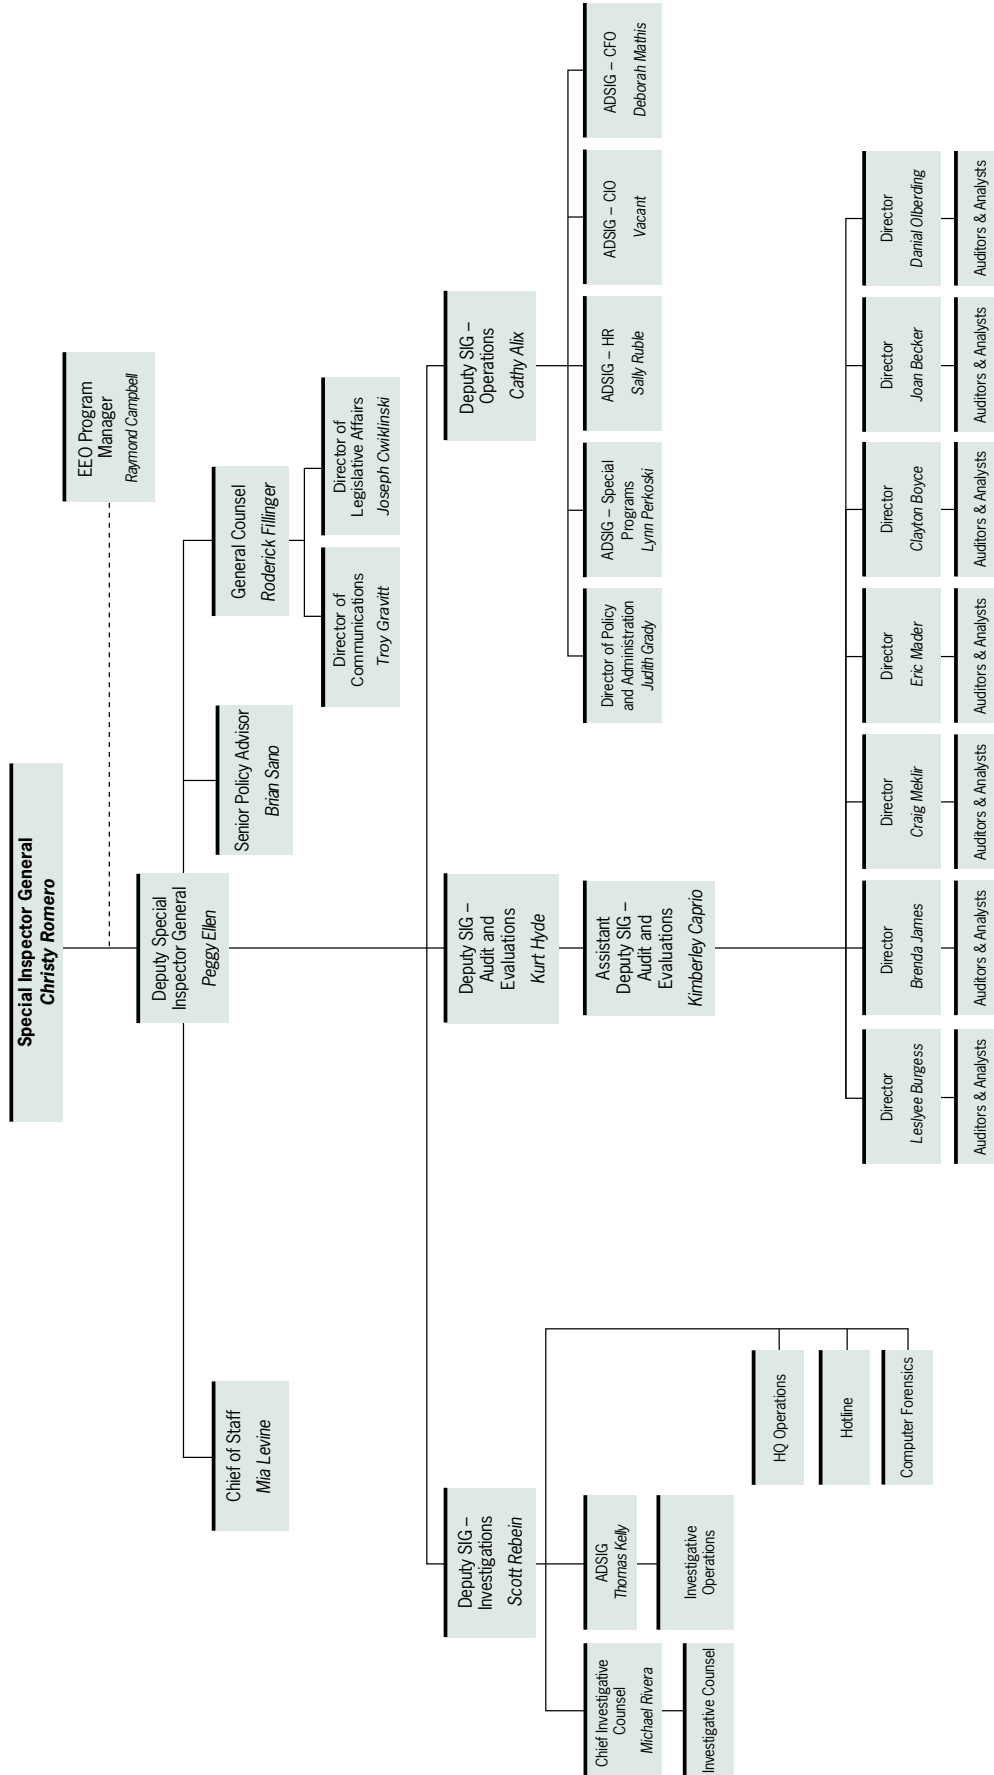 Special Inspector General
Christy Romero
EEO Program
Manager
Raymond Campbell
Deputy Special
Inspector General
Peggy Ellen
Chief of Staff
Mia Levine
Senior Policy Advisor
Brian Sano
General Counsel
Roderick Fillinger
Director of
Communications
Troy Gravitt
Director of
Legislative Affairs
Joseph Cwiklinski
Deputy SIG –
Investigations
Scott Rebein
Deputy SIG –
Audit and
Evaluations
Kurt Hyde
Deputy SIG –
Operations
Cathy Alix
Chief Investigative
Counsel
Michael Rivera
Investigative Counsel
ADSIG
Thomas Kelly
Investigative
Operations
HQ Operations
Hotline
Computer Forensics
Assistant
Deputy SIG –
Audit and
Evaluations
Kimberley Caprio
Director of Policy
and Administration
Judith Grady
ADSIG – Special
Programs
Lynn Perkoski
ADSIG – HR
Sally Ruble
ADSIG – CIO
Vacant
ADSIG – CFO
Deborah Mathis
Director
Leslyee Burgess
Auditors & Analysts
Director
Brenda James
Auditors & Analysts
Director
Craig Meklir
Auditors & Analysts
Director
Eric Mader
Auditors & Analysts
Director
Clayton Boyce
Auditors & Analysts
Director
Joan Becker
Auditors & Analysts
Director
Danial Olberding
Auditors & Analysts